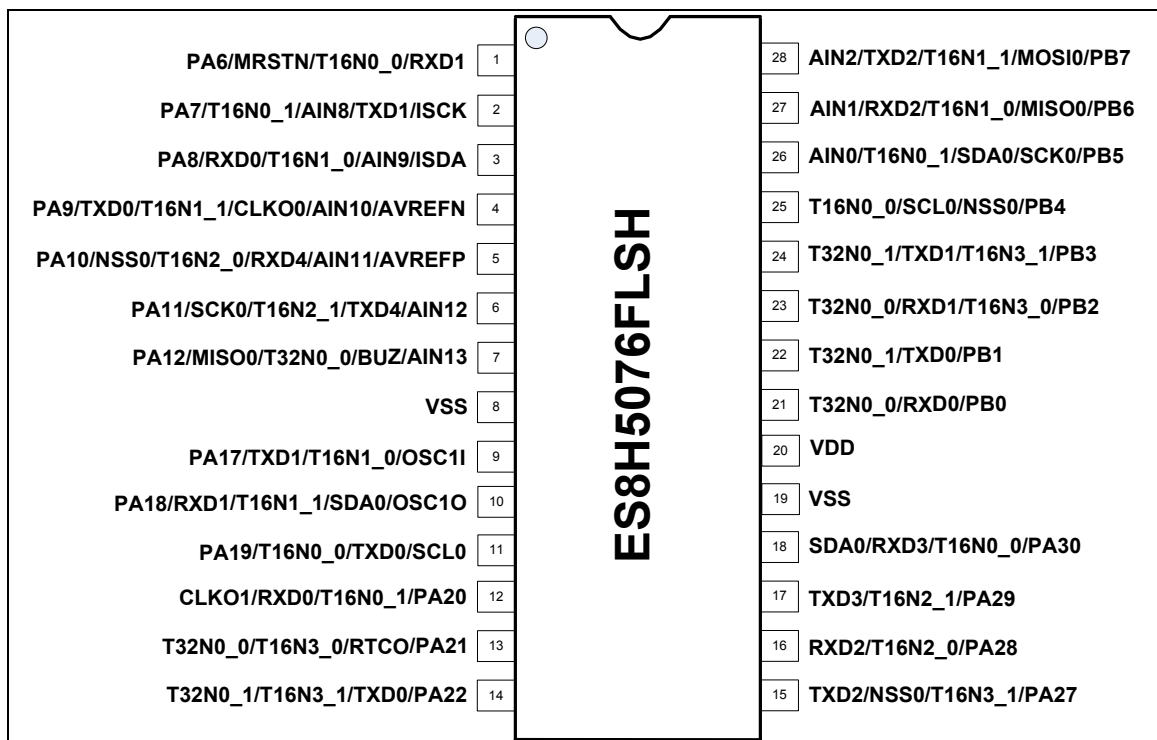 PA6/MRSTN/T16N0_0/RXD1 1
PA7/T16N0_1/AIN8/TXD1/ISCK 2
PA8/RXD0/T16N1_0/AIN9/ISDA 3
PA9/TXD0/T16N1_1/CLKO0/AIN10/AVREFN 4
PA10/NSS0/T16N2_0/RXD4/AIN11/AVREFP 5
PA11/SCK0/T16N2_1/TXD4/AIN12 6
PA12/MISO0/T32N0_0/BUZ/AIN13 7
VSS 8
PA17/TXD1/T16N1_0/OSC1I 9
PA18/RXD1/T16N1_1/SDA0/OSC1O 10
PA19/T16N0_0/TXD0/SCL0 11
CLKO1/RXD0/T16N0_1/PA20 12
T32N0_0/T16N3_0/RTCO/PA21 13
T32N0_1/T16N3_1/TXD0/PA22 14
ES8H5076FLSH
28 AIN2/TXD2/T16N1_1/MOSI0/PB7
27 AIN1/RXD2/T16N1_0/MISO0/PB6
26 AIN0/T16N0_1/SDA0/SCK0/PB5
25 T16N0_0/SCL0/NSS0/PB4
24 T32N0_1/TXD1/T16N3_1/PB3
23 T32N0_0/RXD1/T16N3_0/PB2
22 T32N0_1/TXD0/PB1
21 T32N0_0/RXD0/PB0
20 VDD
19 VSS
18 SDA0/RXD3/T16N0_0/PA30
17 TXD3/T16N2_1/PA29
16 RXD2/T16N2_0/PA28
15 TXD2/NSS0/T16N3_1/PA27